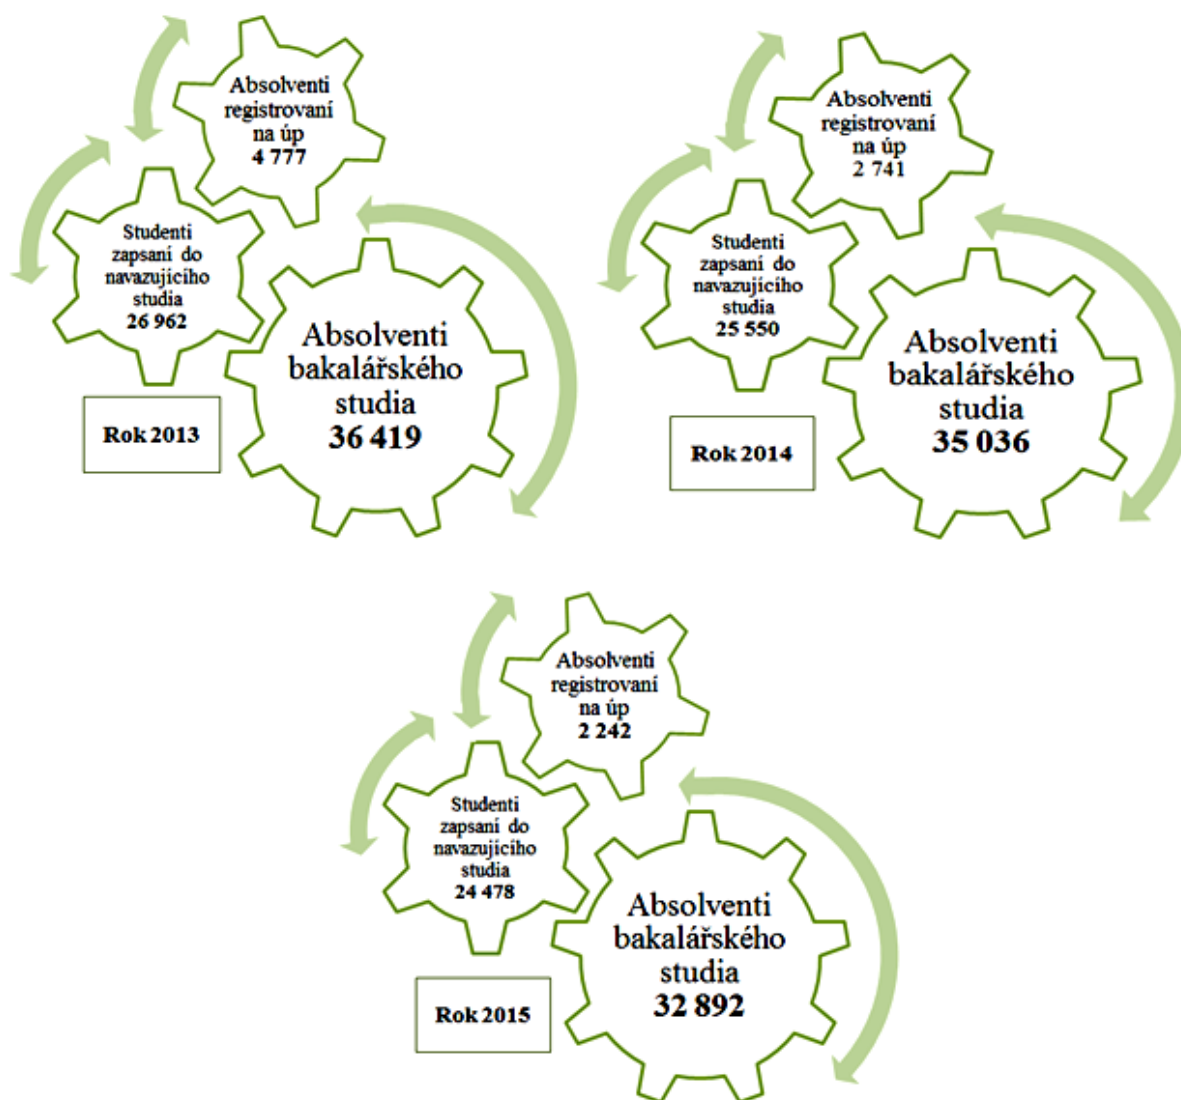 Absolventi
registrovaní
na úp
4 777
Studenti
zapsaní do
navazujícího
studia
26 962
Absolventi
bakalářského
studia
36 419
Rok 2013
Absolventi
registrovaní
na úp
2 741
Studenti
zapsaní do
navazujícího
studia
25 550
Absolventi
bakalářského
studia
35 036
Rok 2014
Absolventi
registrovaní
na úp
2 242
Studenti
zapsaní do
navazujícího
studia
24 478
Absolventi
bakalářského
studia
32 892
Rok 2015